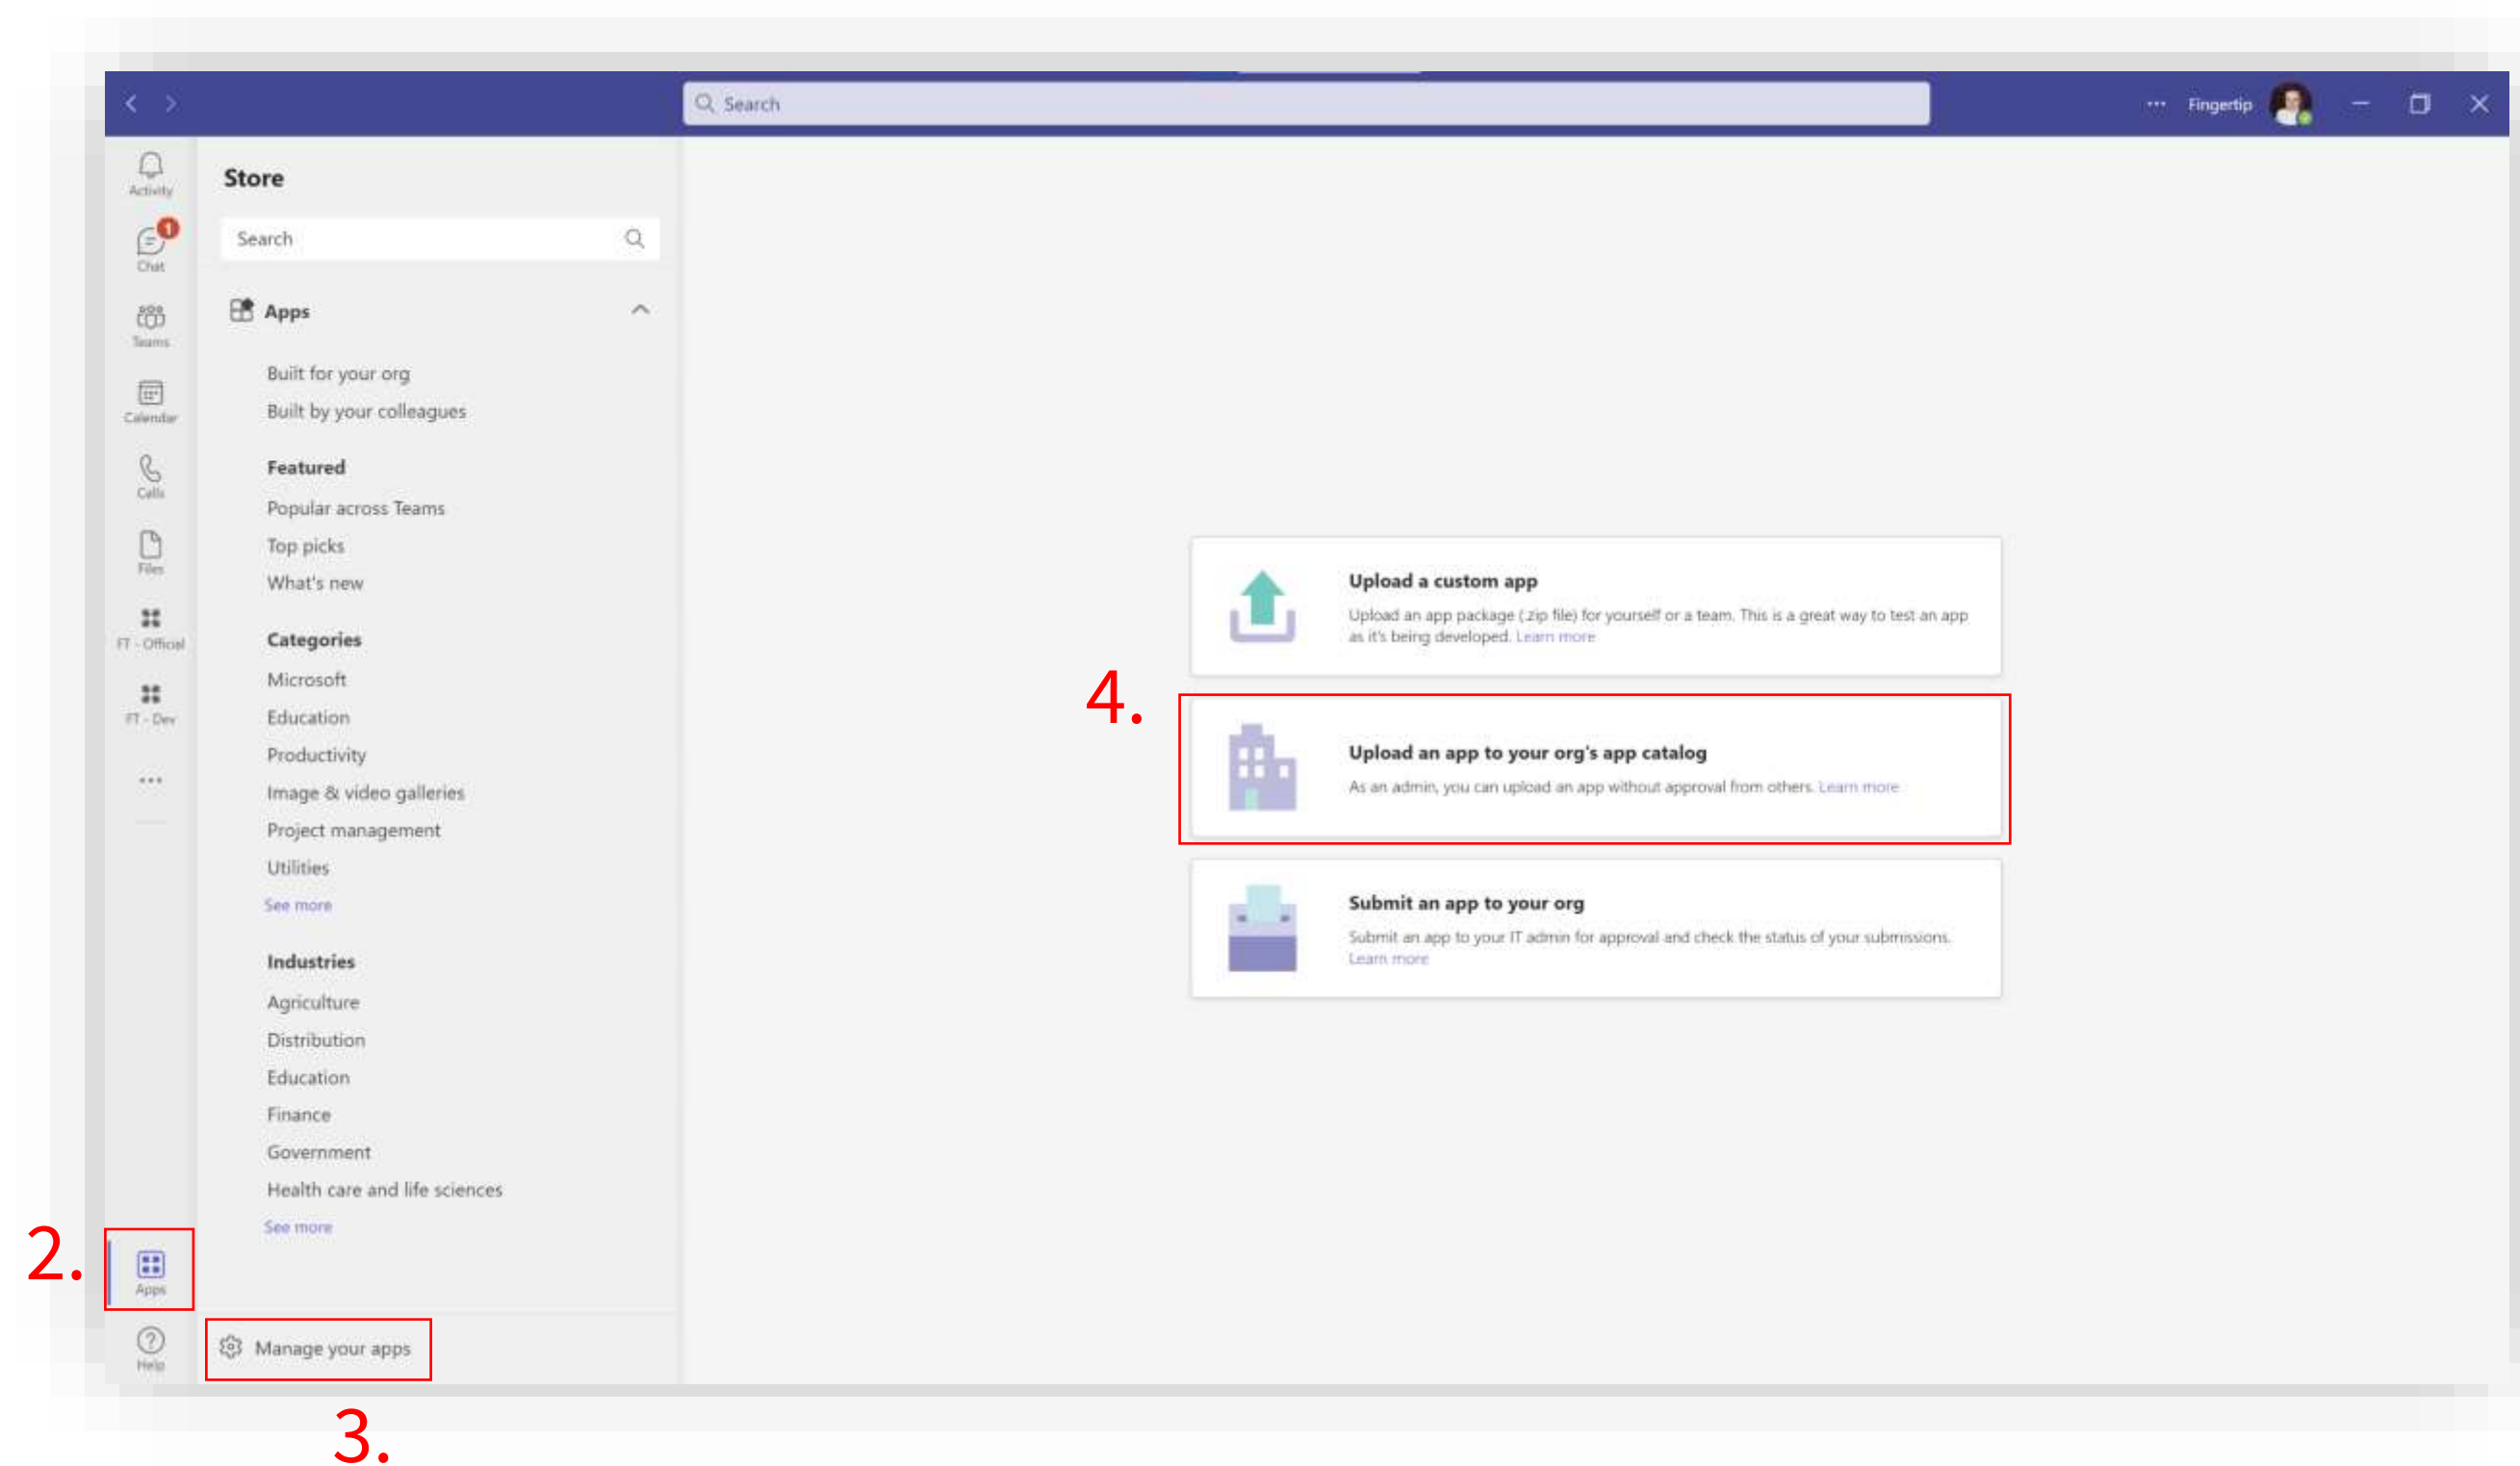 Search
Fingertip
Activity
1
Chat
Teams
Calendar
Calls
Files
FT - Official
FT - Dev
2.
Apps
Help
Store
Search
Apps
Built for your org
Built by your colleagues
Featured
Popular across Teams
Top picks
What's new
Categories
Microsoft
Education
Productivity
Image & video galleries
Project management
Utilities
See more
Industries
Agriculture
Distribution
Education
Finance
Government
Health care and life sciences
See more
Manage your apps
3.
Upload a custom app
Upload an app package (.zip file) for yourself or a team. This is a great way to test an app
as it's being developed. Learn more
4.
Upload an app to your org's app catalog
As an admin, you can upload an app without approval from others. Learn more
Submit an app to your org
Submit an app to your IT admin for approval and check the status of your submissions.
Learn more